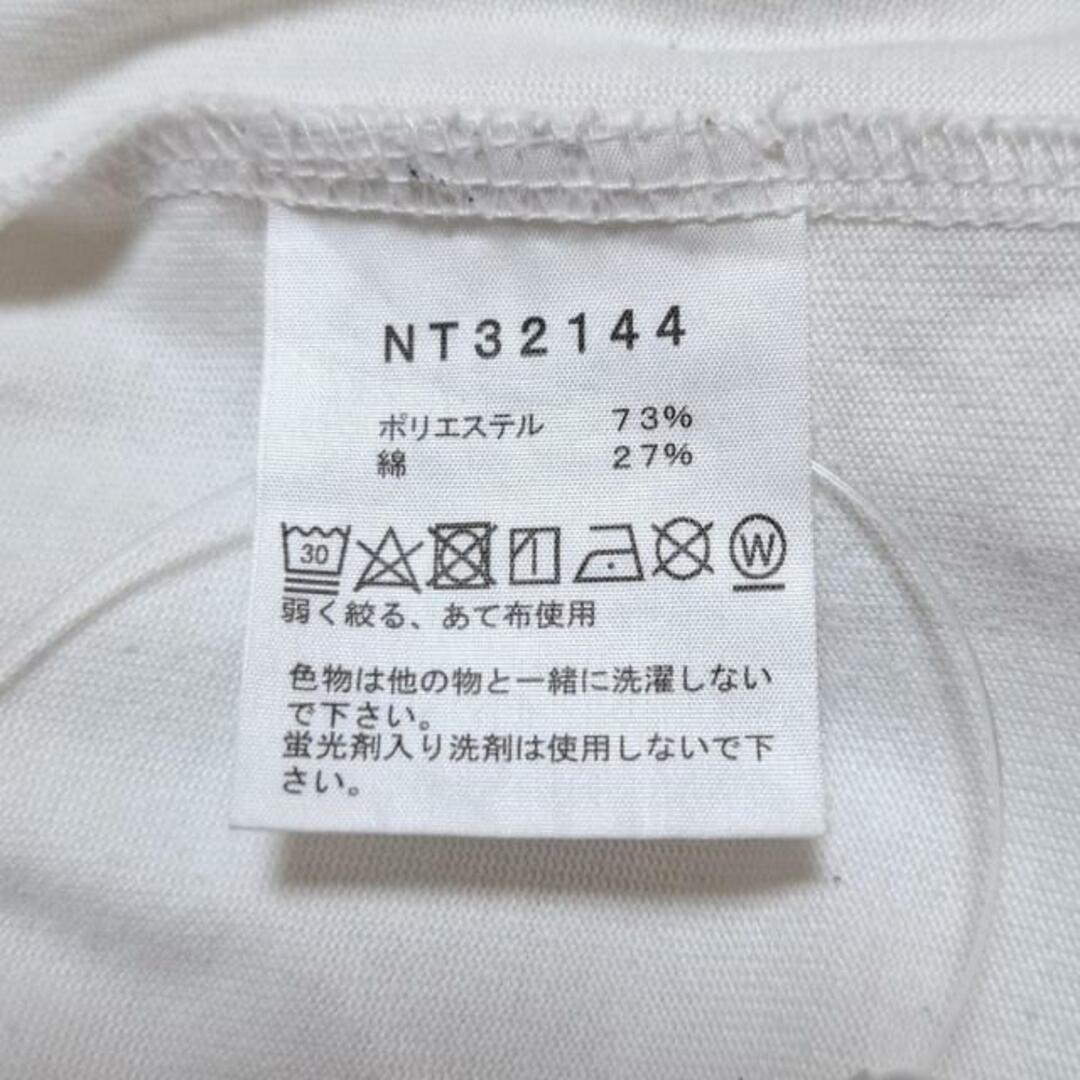 NT32144
ポリエステル 73%
綿 27%
30 W
弱く絞る、あて布使用
色物は他の物と一緒に洗濯しない
で下さい。
蛍光剤入り洗剤は使用しないで下
さい。